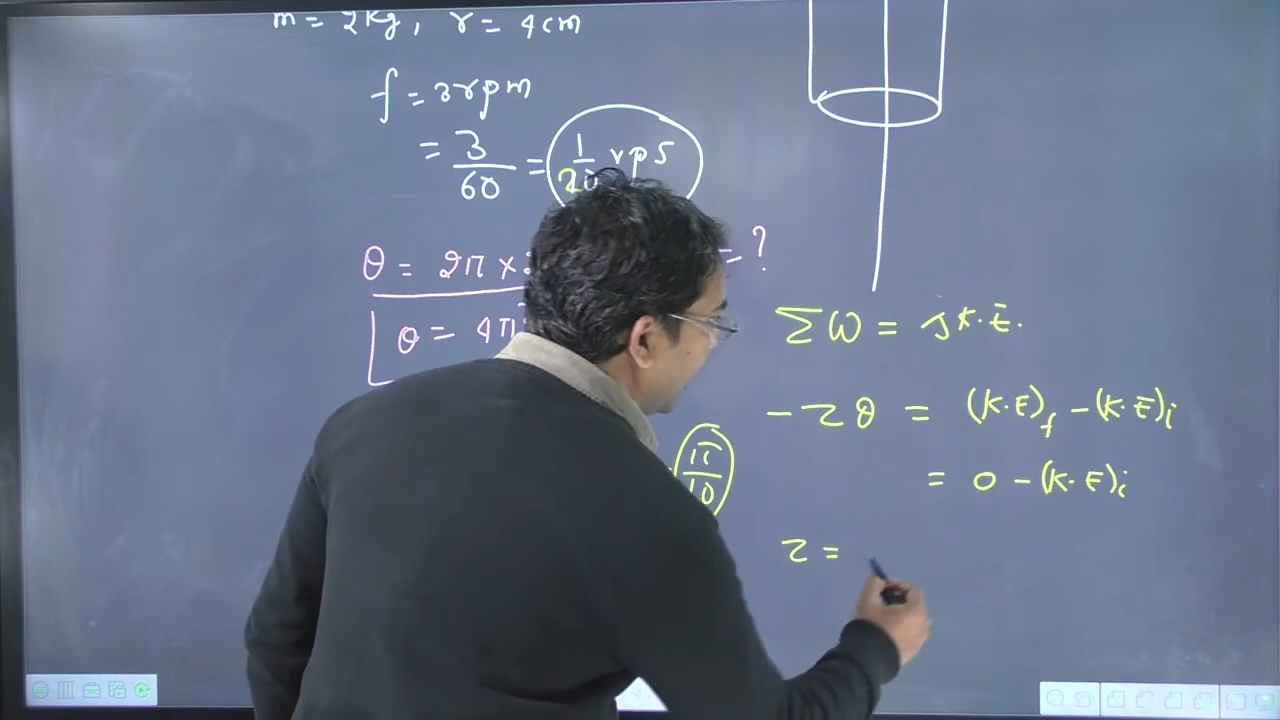 m = 2kg, r = 4cm
f = 3rpm
= 3/60 = 1/20 rps
θ = 2π ×
= ?
θ = 4π
π/10
ΣW = ΔK.E.
-τθ = (K.E)f - (K.E)i
= 0 - (K.E)i
τ =